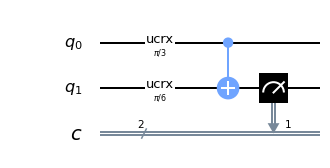 q₀ ucrx
π/3
q₁ ucrx
π/6
c 2 1